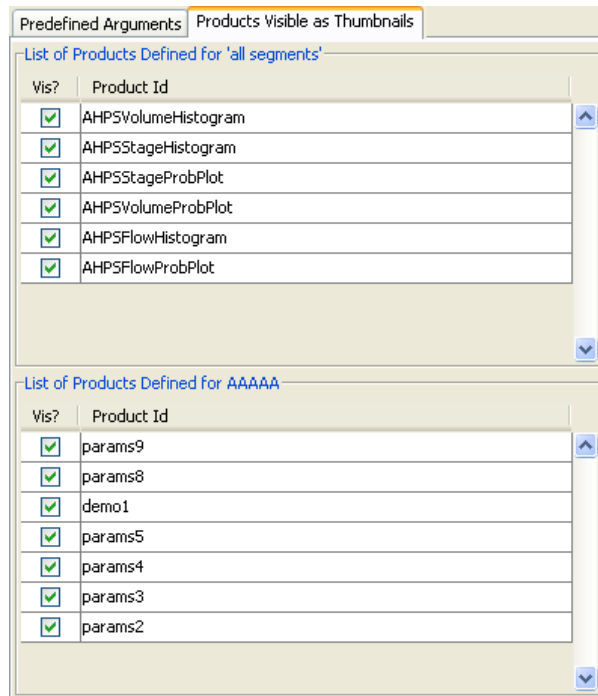 Predefined Arguments Products Visible as Thumbnails
List of Products Defined for 'all segments'
Vis? Product Id
AHPSVolumeHistogram
AHPSStageHistogram
AHPSStageProbPlot
AHPSVolumeProbPlot
AHPSFlowHistogram
AHPSFlowProbPlot
List of Products Defined for AAAAA
Vis? Product Id
params9
params8
demo1
params5
params4
params3
params2